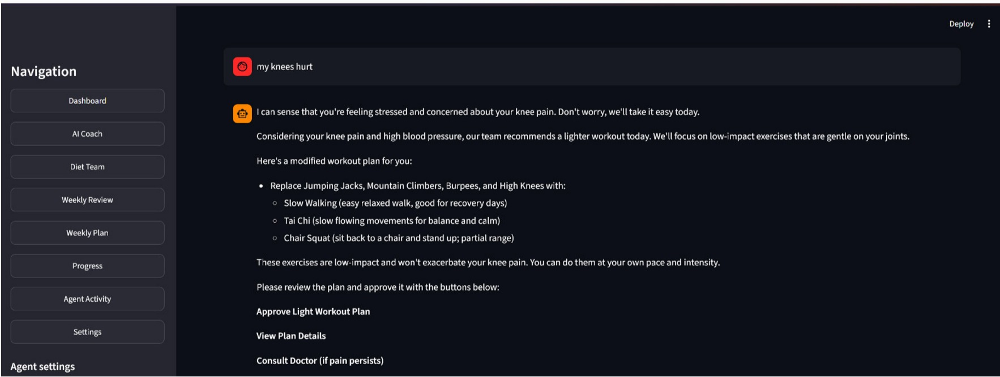 Deploy
Navigation
Dashboard
AI Coach
Diet Team
Weekly Review
Weekly Plan
Progress
Agent Activity
Settings
Agent settings
my knees hurt
I can sense that you're feeling stressed and concerned about your knee pain. Don't worry, we'll take it easy today.
Considering your knee pain and high blood pressure, our team recommends a lighter workout today. We'll focus on low-impact exercises that are gentle on your joints.
Here's a modified workout plan for you:
• Replace Jumping Jacks, Mountain Climbers, Burpees, and High Knees with:
◦ Slow Walking (easy relaxed walk, good for recovery days)
◦ Tai Chi (slow flowing movements for balance and calm)
◦ Chair Squat (sit back to a chair and stand up; partial range)
These exercises are low-impact and won't exacerbate your knee pain. You can do them at your own pace and intensity.
Please review the plan and approve it with the buttons below:
Approve Light Workout Plan
View Plan Details
Consult Doctor (if pain persists)